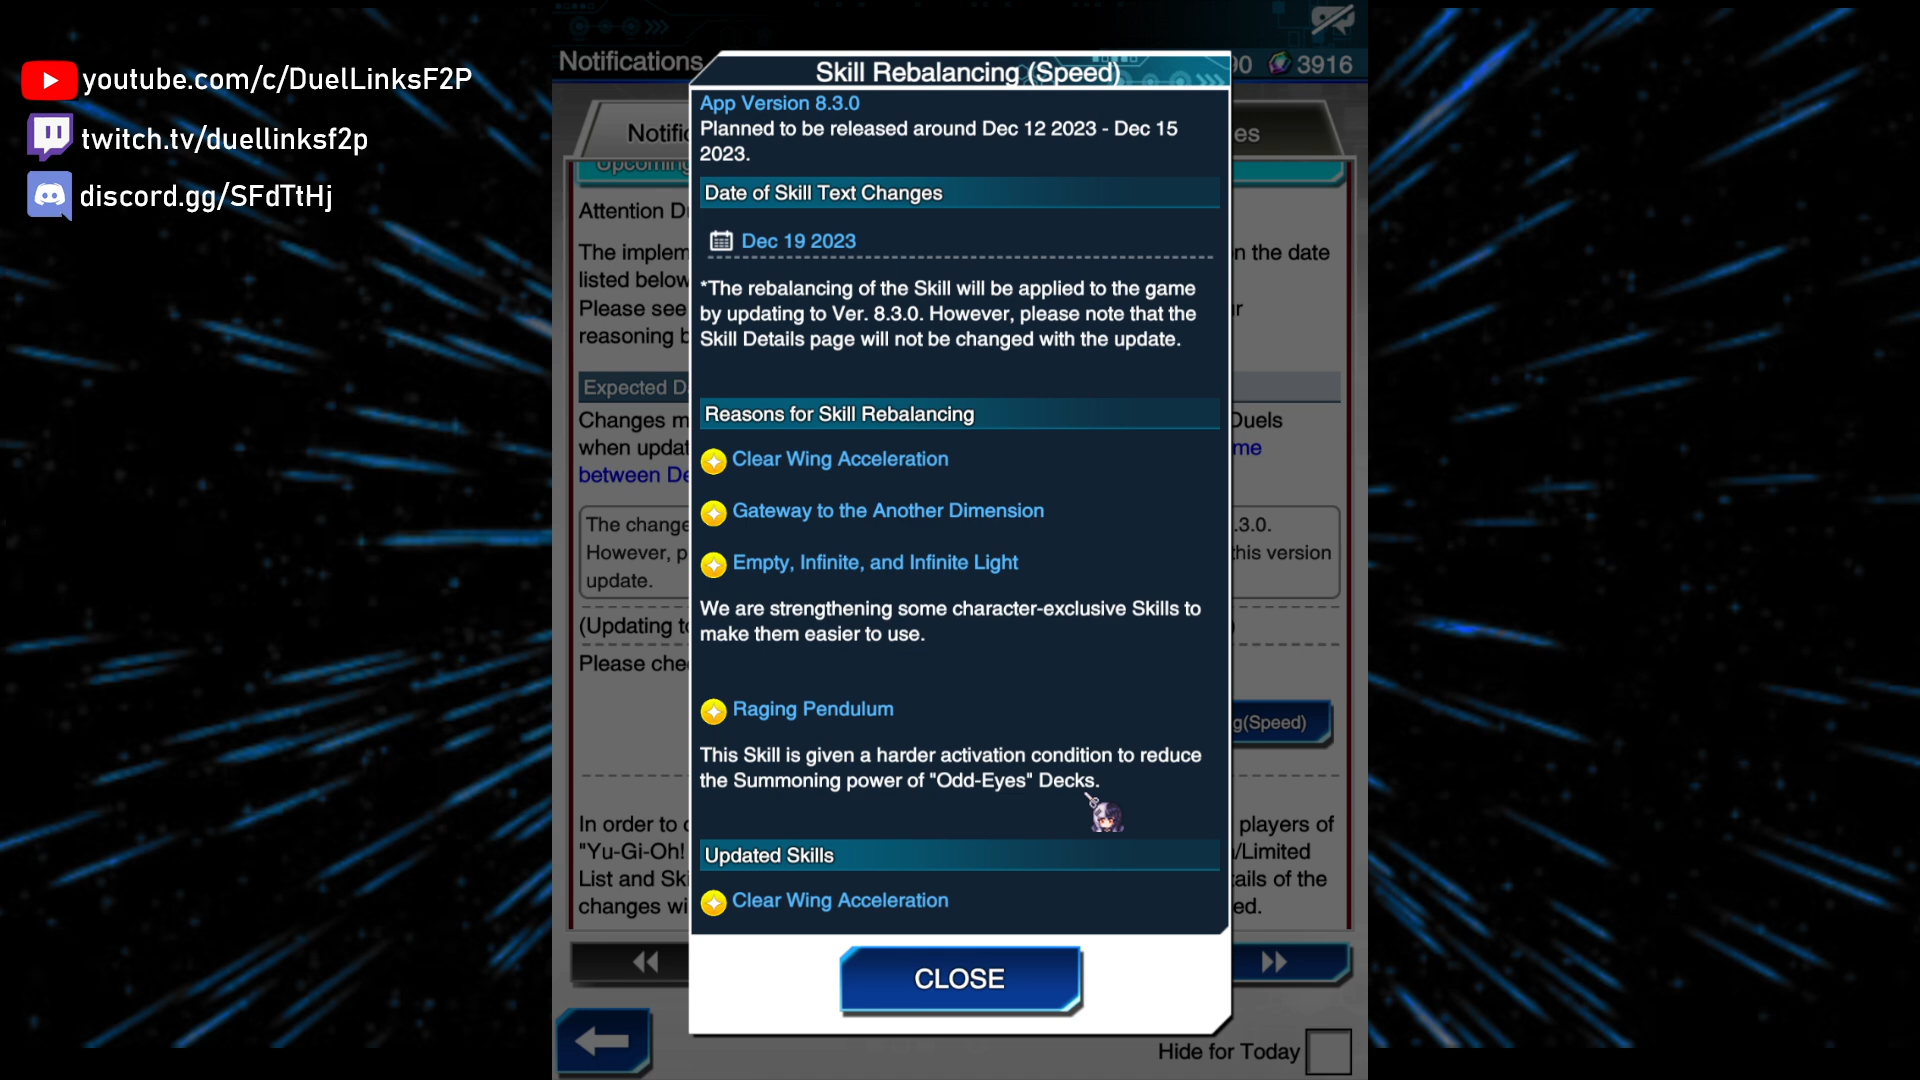 youtube.com/c/DuelLinksF2P
twitch.tv/duellinksf2p
discord.gg/SFdTtHj
Notifications
90
3916
Skill Rebalancing (Speed)
App Version 8.3.0
Planned to be released around Dec 12 2023 - Dec 15
2023.
Date of Skill Text Changes
Dec 19 2023
*The rebalancing of the Skill will be applied to the game
by updating to Ver. 8.3.0. However, please note that the
Skill Details page will not be changed with the update.
Reasons for Skill Rebalancing
Clear Wing Acceleration
Gateway to the Another Dimension
Empty, Infinite, and Infinite Light
We are strengthening some character-exclusive Skills to
make them easier to use.
Raging Pendulum
This Skill is given a harder activation condition to reduce
the Summoning power of "Odd-Eyes" Decks.
Updated Skills
Clear Wing Acceleration
CLOSE
Notific
es
Upcoming
Attention D
The implem
n the date
listed below
Please see
ur
reasoning b
Expected Da
Changes m
Duels
when updat
me
between De
The change
.3.0.
However, p
this version
update.
(Updating to
)
Please chec
g(Speed)
In order to c
players of
"Yu-Gi-Oh!
n/Limited
List and Ski
ails of the
changes wi
ed.
Hide for Today